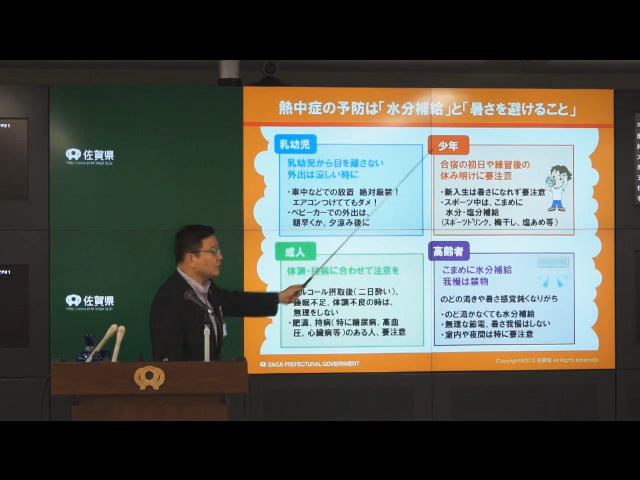 熱中症の予防は「水分補給」と「暑さを避けること」
佐賀県
乳幼児
乳幼児から目を離さない
外出は涼しい時に
・車中などでの放置 絶対厳禁!
エアコンつけててもダメ!
・ベビーカーでの外出は、
朝早くか、夕涼み後に
少年
合宿の初日や練習後の
休み明けに要注意
・新入生は暑さになれず要注意
・スポーツ中は、こまめに
水分・塩分補給
(スポーツドリンク、梅干し、塩あめ等)
佐賀県
成人
体調・持病に合わせて注意を
ルコール摂取後(二日酔い)、
睡眠不足、体調不良の時は、
無理をしない
・肥満、持病(特に糖尿病、高血
圧、心臓病等)のある人、要注意
高齢者
こまめに水分補給
我慢は禁物
のどの渇きや暑さ感覚鈍くなりがち
・のど渇かなくても水分補給
・無理な節電、暑さ我慢はしない
・室内や夜間は特に要注意
SAGA PREFECTURAL GOVERNMENT